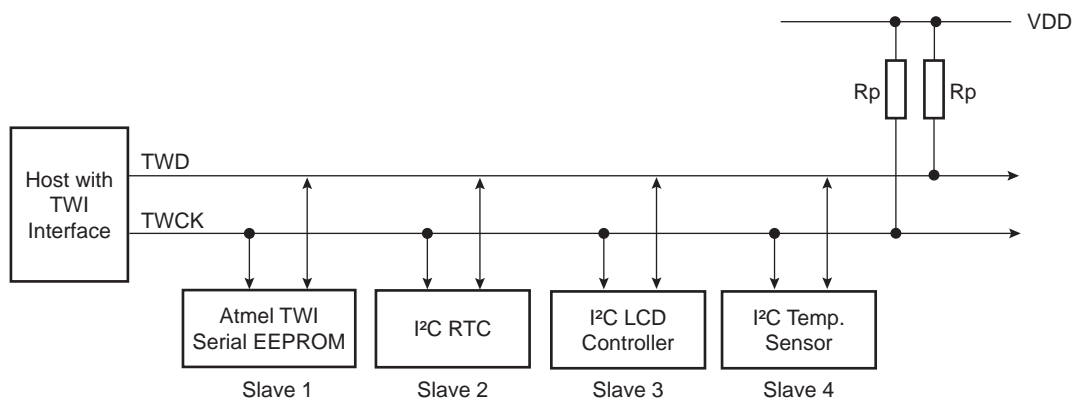 VDD
Rp
Rp
Host with
TWI
Interface
TWD
TWCK
Atmel TWI
Serial EEPROM
I²C RTC
I²C LCD
Controller
I²C Temp.
Sensor
Slave 1
Slave 2
Slave 3
Slave 4